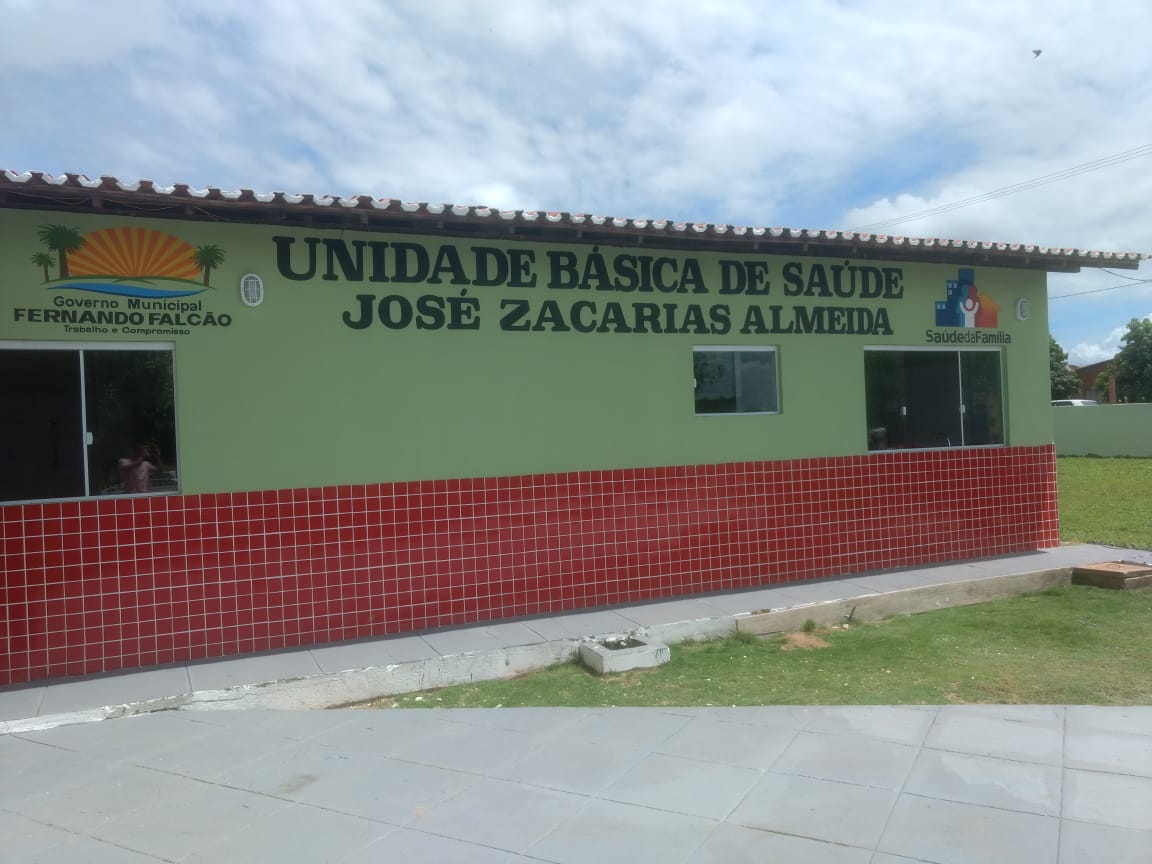 Governo Municipal
FERNANDO FALCÃO
Trabalho e Compromisso
UNIDADE BÁSICA DE SAÚDE
JOSÉ ZACARIAS ALMEIDA
SaúdedaFamília